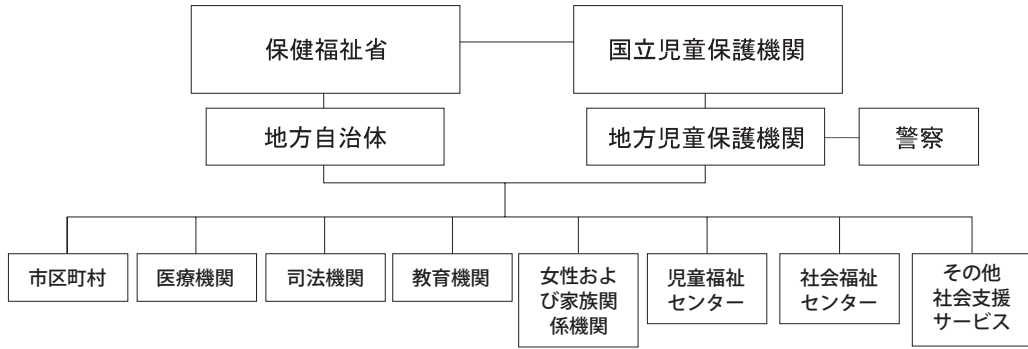 保健福祉省
国立児童保護機関
地方自治体
地方児童保護機関
警察
市区町村
医療機関
司法機関
教育機関
女性およ
び家族関
係機関
児童福祉
センター
社会福祉
センター
その他
社会支援
サービス